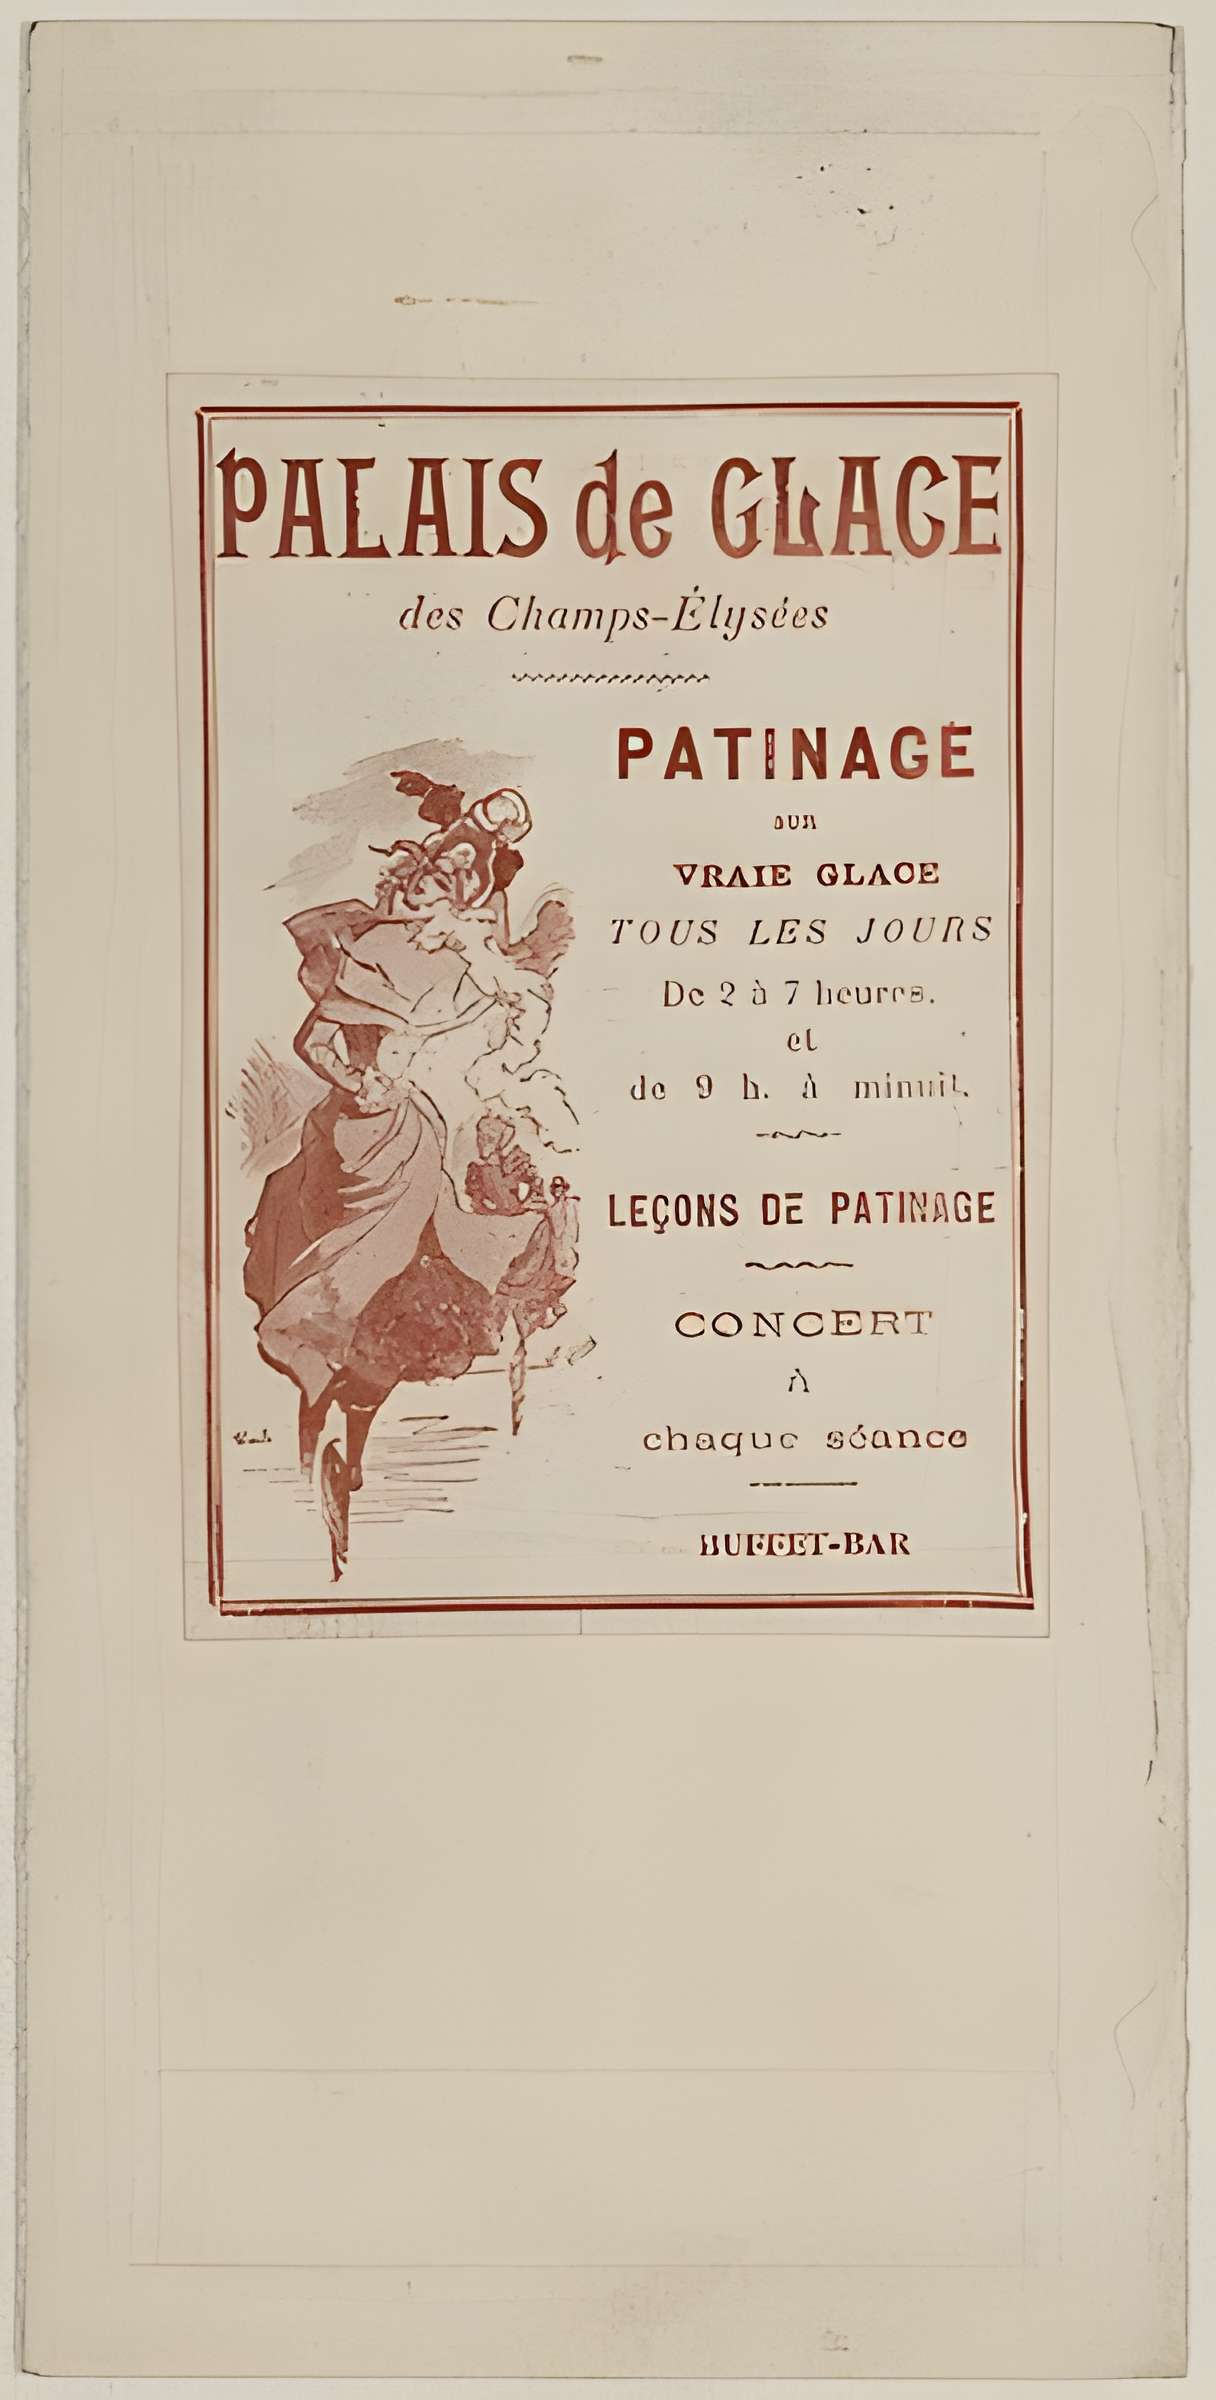 PALAIS de GLACE
des Champs-Élysées
PATINAGE
sur
VRAIE GLACE
TOUS LES JOURS
De 2 à 7 heures.
et
de 9 h. à minuit.
LEÇONS DE PATINAGE
CONCERT
À
chaque séance
BUFFET-BAR